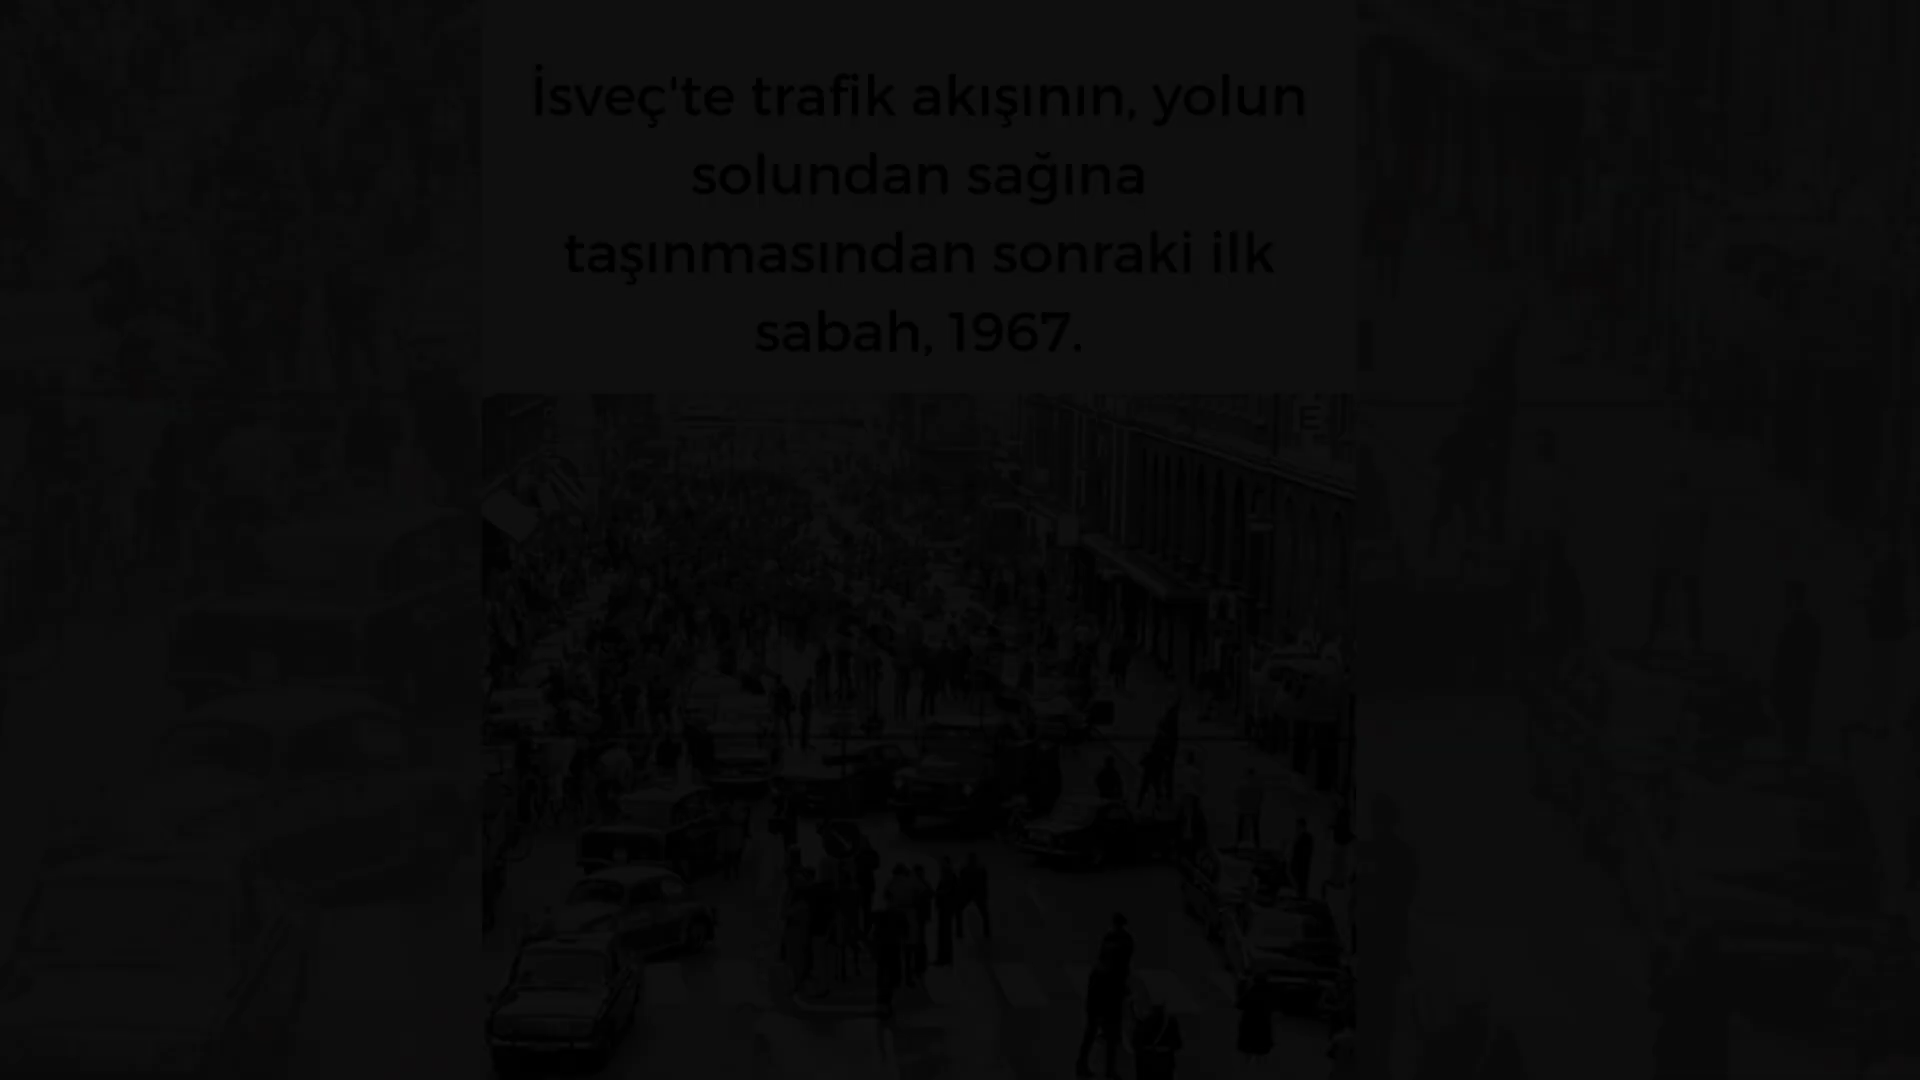 İsveç'te trafik akışının, yolun
solundan sağına
taşınmasından sonraki ilk
sabah, 1967.
E